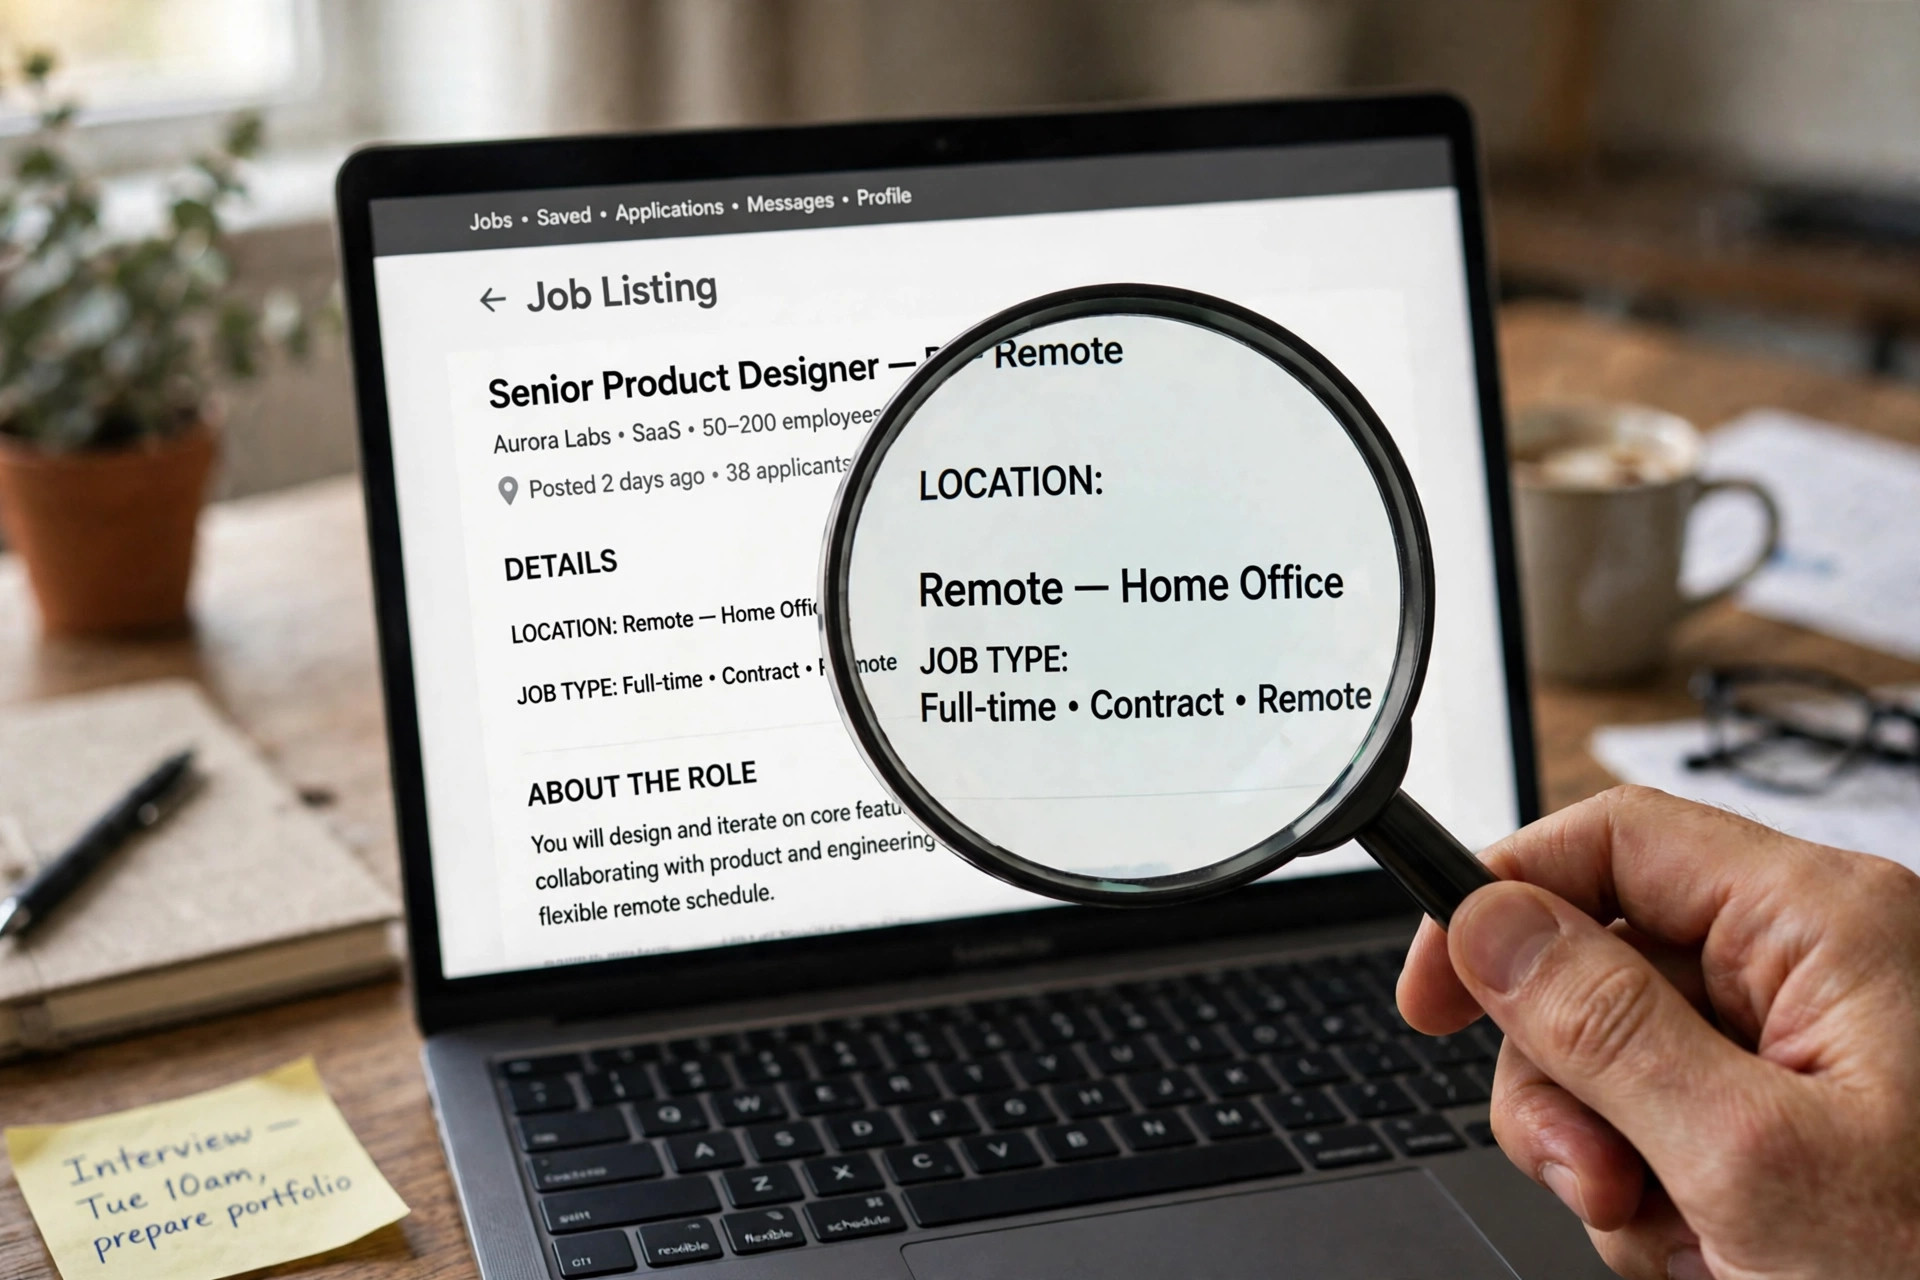 Jobs • Saved • Applications • Messages • Profile
← Job Listing
Senior Product Designer — Remote
Aurora Labs • SaaS • 50–200 employees
Posted 2 days ago • 38 applicants
DETAILS
LOCATION: Remote — Home Offic
JOB TYPE: Full-time • Contract • R mote
ABOUT THE ROLE
You will design and iterate on core featu
collaborating with product and engineering
flexible remote schedule.
LOCATION:
Remote — Home Office
JOB TYPE:
Full-time • Contract • Remote
Interview —
Tue 10am,
prepare portfolio
Q W E R T Y U
A S D F G H J K
Z X C V B N M
flexible schedule